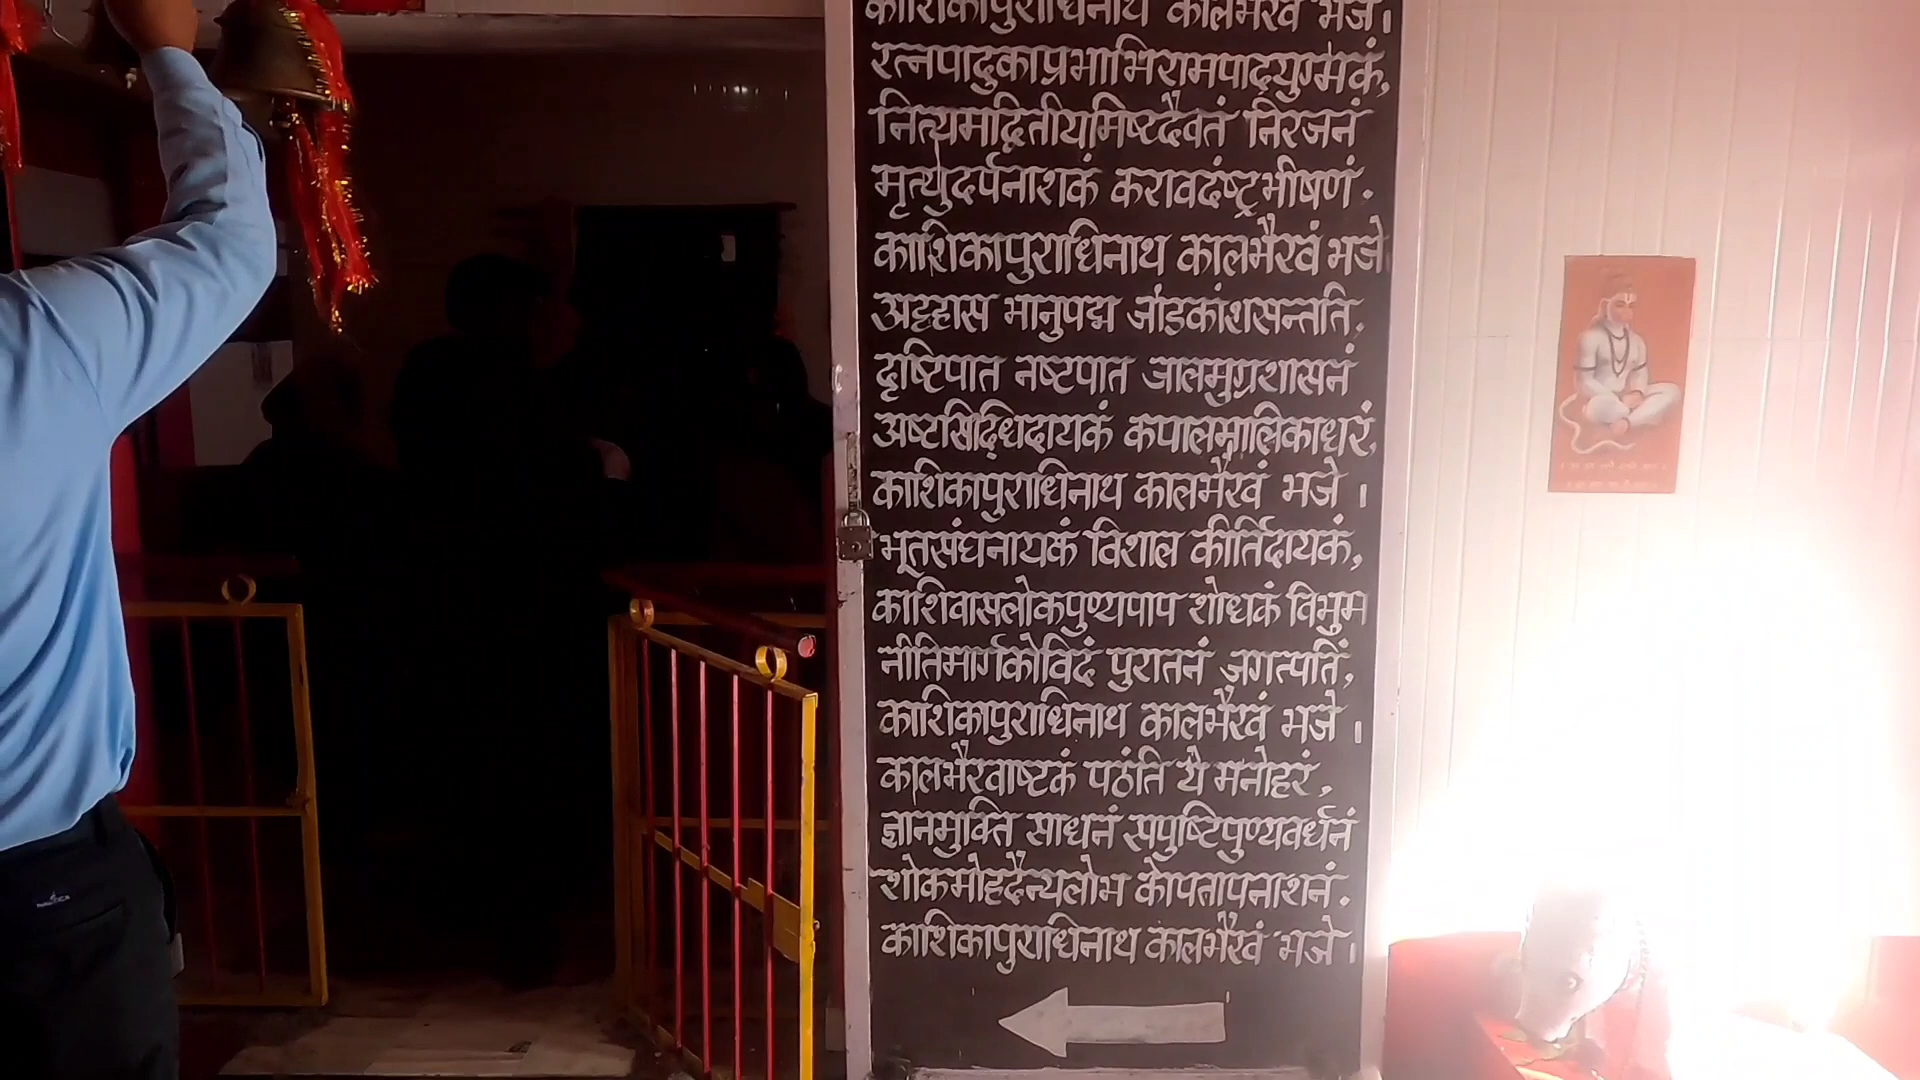 काशिकापुराधिनाथ कालभैरवं भजे।
रत्नपादुकाप्रभाभिरामपादयुग्मकं,
नित्यमद्वितीयमिष्टदैवतं निरंजनं
मृत्युदर्पनाशकं करावदंष्ट्रभीषणं.
काशिकापुराधिनाथ कालभैरवं भजे।
अट्टहास भानुपद्म जांडकांशसन्तति,
दृष्टिपात नष्टपात जालमुग्रशासनं
अष्टसिद्धिदायकं कपालमालिकाधरं,
काशिकापुराधिनाथ कालभैरवं भजे ।
भूतसंघनायकं विशाल कीर्तिदायकं,
काशिवासलोकपुण्यपाप शोधकं विभुम
नीतिमार्गकोविदं पुरातनं जगत्पतिं,
काशिकापुराधिनाथ कालभैरवं भजे ।
कालभैरवाष्टकं पठंति ये मनोहरं,
ज्ञानमुक्ति साधनं सपुष्टिपुण्यवर्धनं
शोकमोहदैन्यलोभ कोपतापनाशनं.
काशिकापुराधिनाथ कालभैरवं भजे।